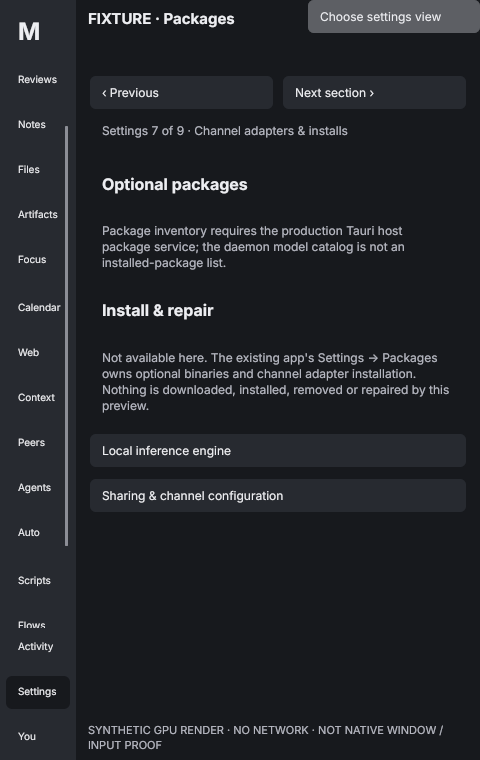 M
Reviews
Notes
Files
Artifacts
Focus
Calendar
Web
Context
Peers
Agents
Auto
Scripts
Flows
Activity
Settings
You
FIXTURE · Packages
Choose settings view
‹ Previous
Next section ›
Settings 7 of 9 · Channel adapters & installs
Optional packages
Package inventory requires the production Tauri host
package service; the daemon model catalog is not an
installed-package list.
Install & repair
Not available here. The existing app's Settings → Packages
owns optional binaries and channel adapter installation.
Nothing is downloaded, installed, removed or repaired by this
preview.
Local inference engine
Sharing & channel configuration
SYNTHETIC GPU RENDER · NO NETWORK · NOT NATIVE WINDOW /
INPUT PROOF